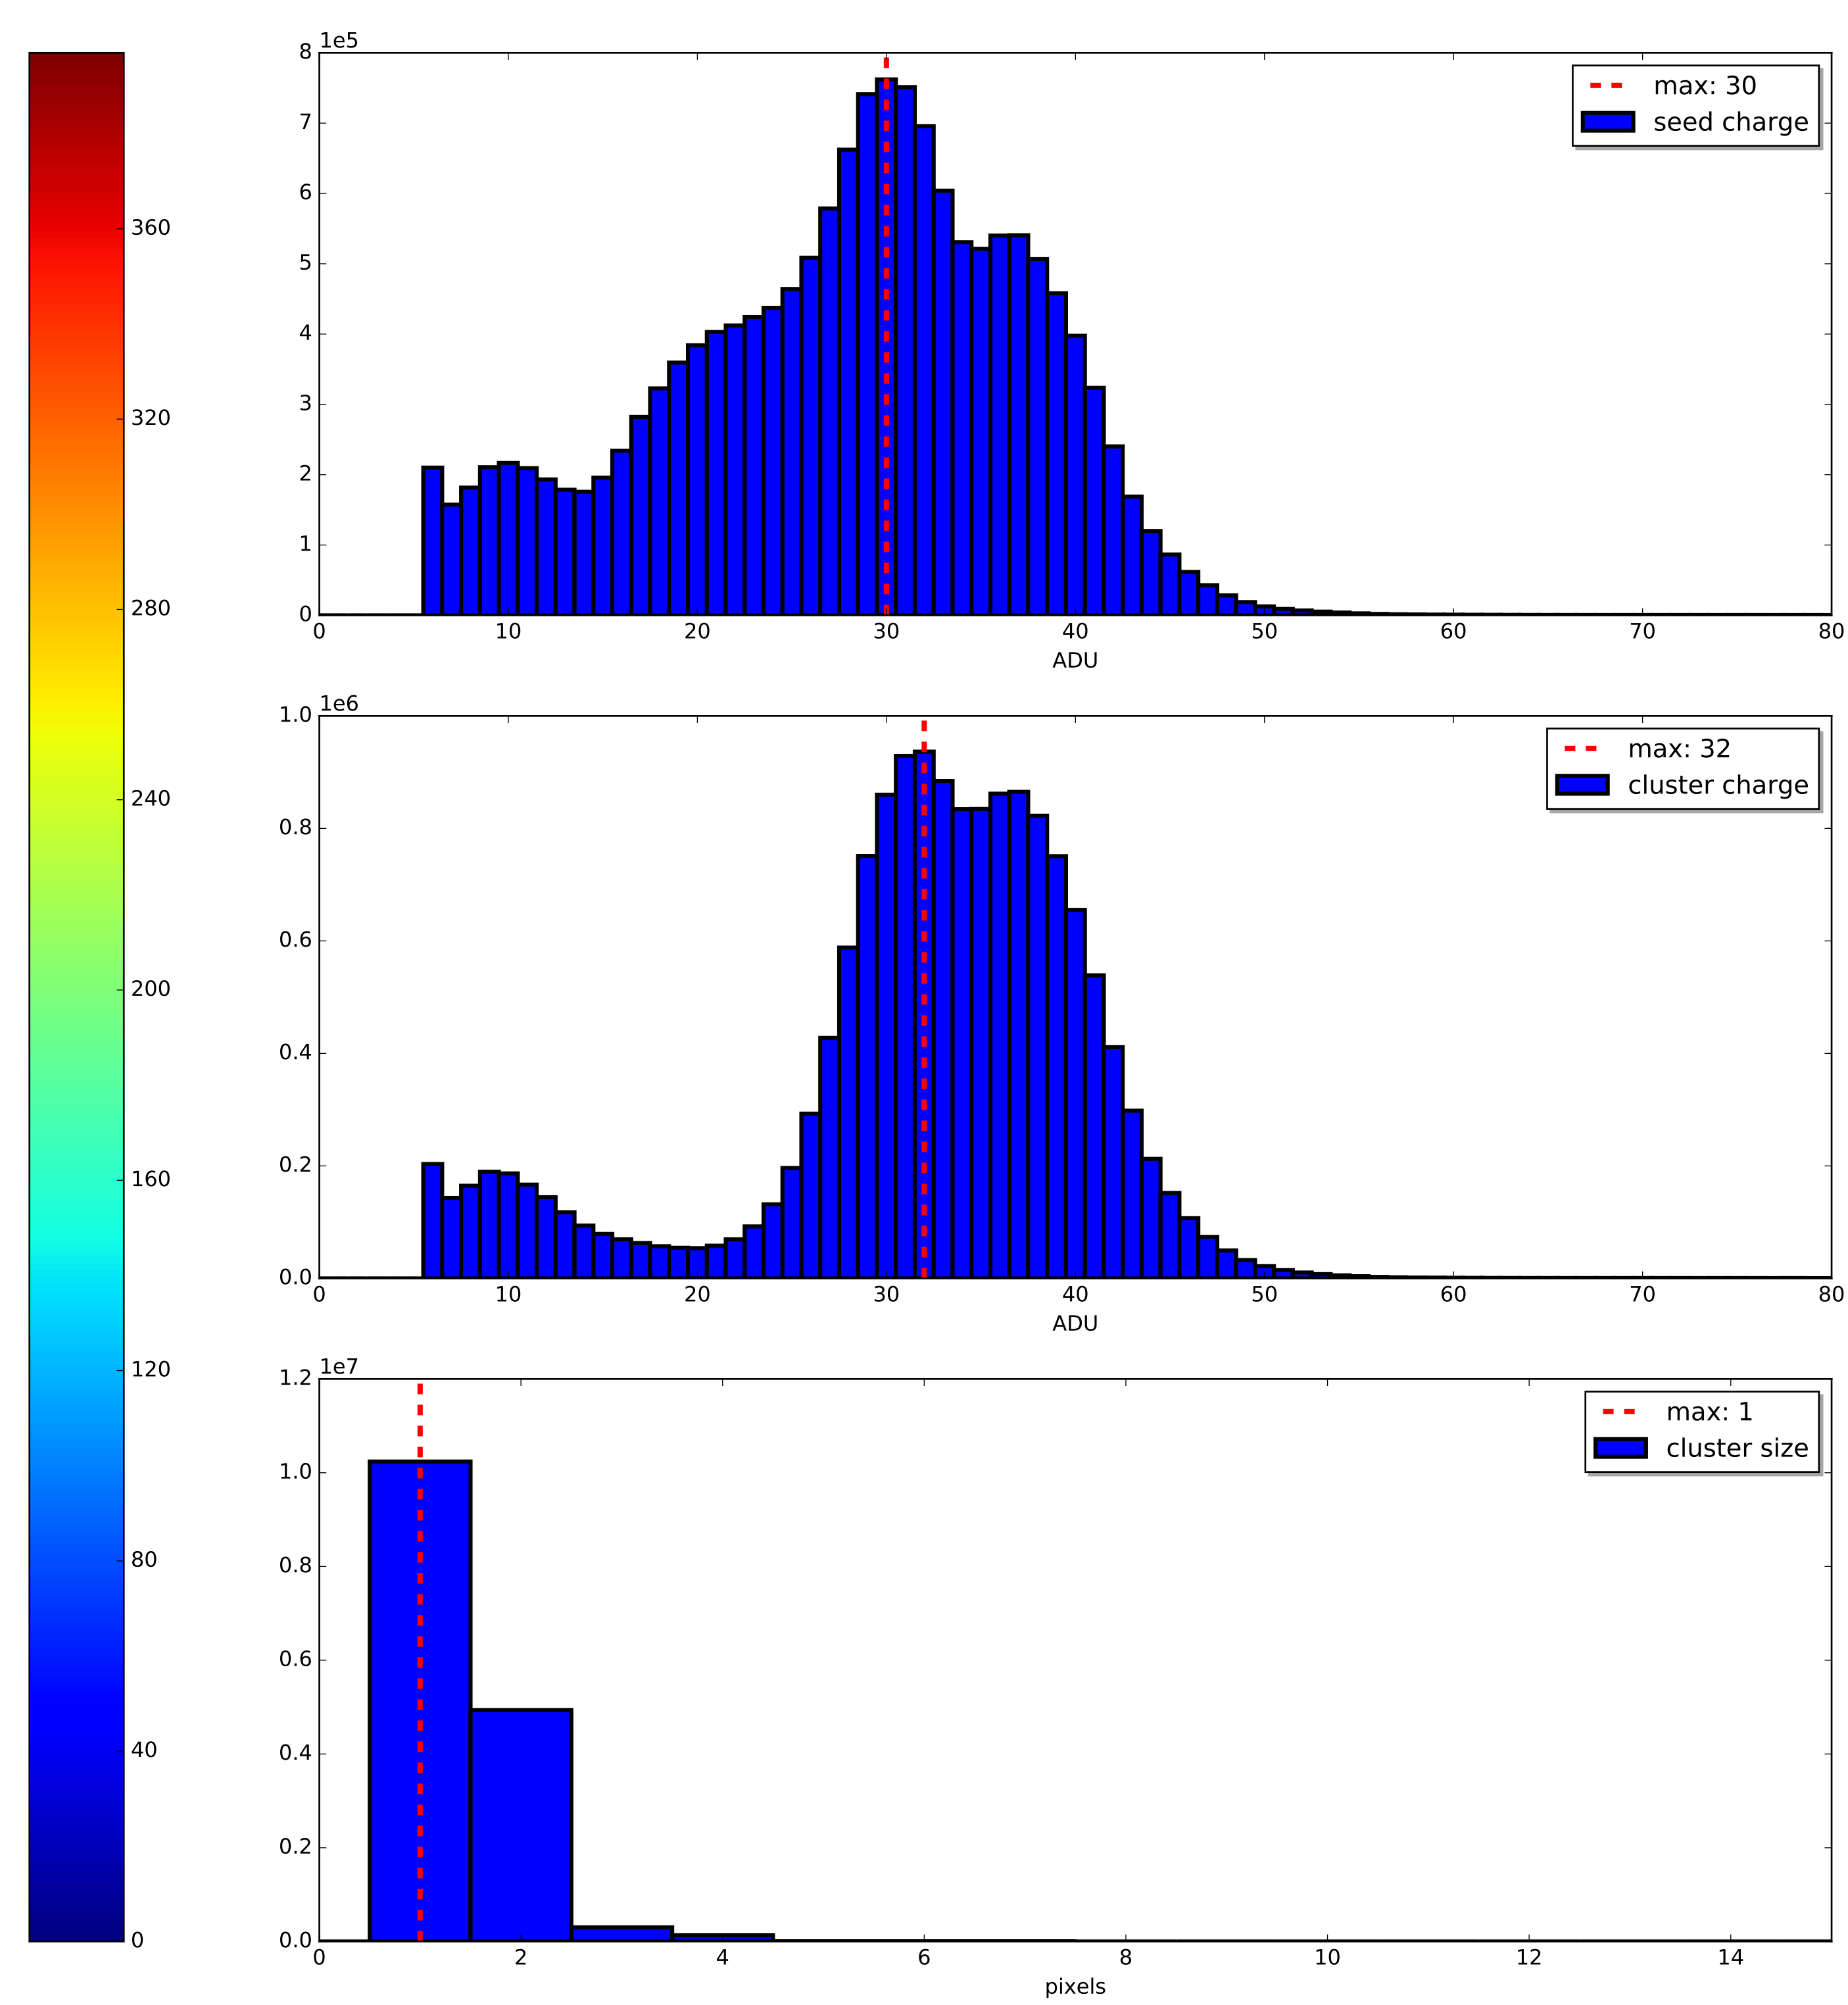 360
320
280
240
200
160
120
80
40
0
1e5
8
7
6
5
4
3
2
1
0
0 10 20 30 40 50 60 70 80
ADU
max: 30
seed charge
1e6
1.0
0.8
0.6
0.4
0.2
0.0
0 10 20 30 40 50 60 70 80
ADU
max: 32
cluster charge
1e7
1.2
1.0
0.8
0.6
0.4
0.2
0.0
0 2 4 6 8 10 12 14
pixels
max: 1
cluster size